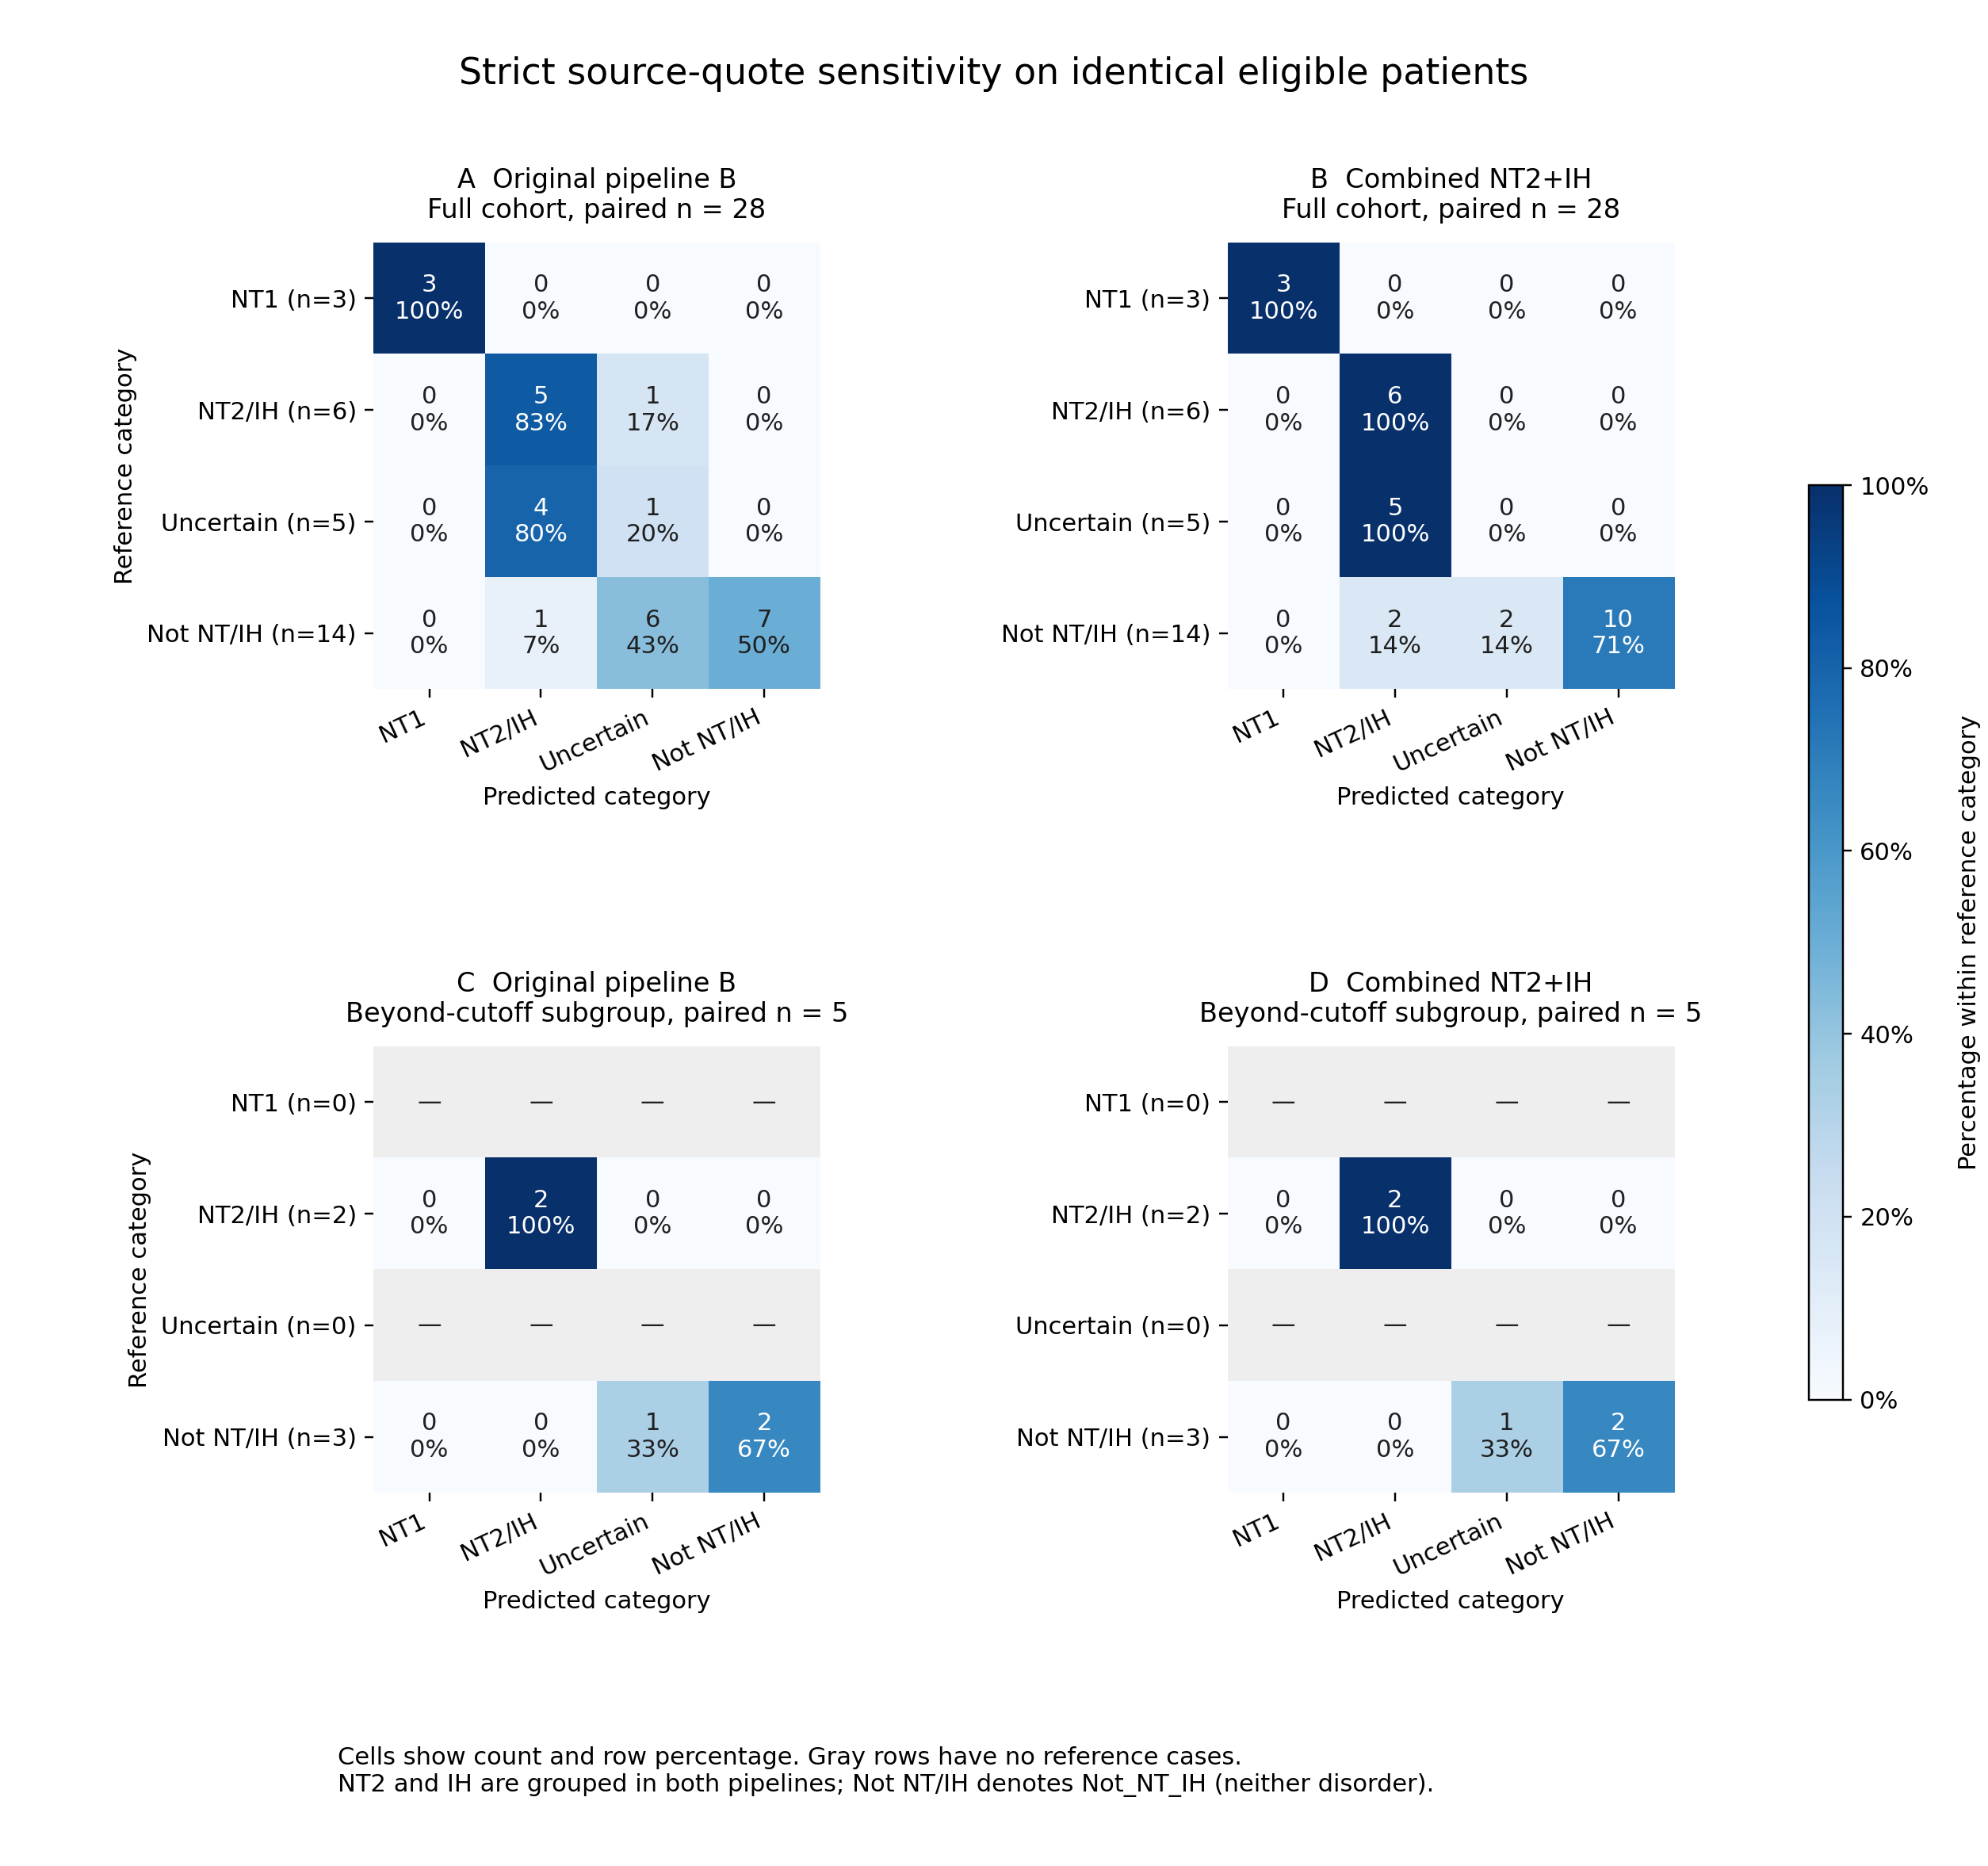 Strict source-quote sensitivity on identical eligible patients
A  Original pipeline B
Full cohort, paired n = 28
Reference category
NT1 (n=3)
3 0 0 0
100% 0% 0% 0%
NT2/IH (n=6)
0 5 1 0
0% 83% 17% 0%
Uncertain (n=5)
0 4 1 0
0% 80% 20% 0%
Not NT/IH (n=14)
0 1 6 7
0% 7% 43% 50%
NT1 NT2/IH Uncertain Not NT/IH
Predicted category
B  Combined NT2+IH
Full cohort, paired n = 28
NT1 (n=3)
3 0 0 0
100% 0% 0% 0%
NT2/IH (n=6)
0 6 0 0
0% 100% 0% 0%
Uncertain (n=5)
0 5 0 0
0% 100% 0% 0%
Not NT/IH (n=14)
0 2 2 10
0% 14% 14% 71%
NT1 NT2/IH Uncertain Not NT/IH
Predicted category
C  Original pipeline B
Beyond-cutoff subgroup, paired n = 5
Reference category
NT1 (n=0)
— — — —
NT2/IH (n=2)
0 2 0 0
0% 100% 0% 0%
Uncertain (n=0)
— — — —
Not NT/IH (n=3)
0 0 1 2
0% 0% 33% 67%
NT1 NT2/IH Uncertain Not NT/IH
Predicted category
D  Combined NT2+IH
Beyond-cutoff subgroup, paired n = 5
NT1 (n=0)
— — — —
NT2/IH (n=2)
0 2 0 0
0% 100% 0% 0%
Uncertain (n=0)
— — — —
Not NT/IH (n=3)
0 0 1 2
0% 0% 33% 67%
NT1 NT2/IH Uncertain Not NT/IH
Predicted category
100%
80%
60%
40%
20%
0%
Percentage within reference category
Cells show count and row percentage. Gray rows have no reference cases.
NT2 and IH are grouped in both pipelines; Not NT/IH denotes Not_NT_IH (neither disorder).